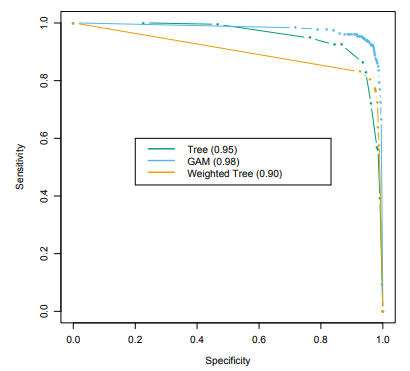 1.0
0.8
0.6
0.4
0.2
0.0
Sensitivity
Tree (0.95)
GAM (0.98)
Weighted Tree (0.90)
0.0 0.2 0.4 0.6 0.8 1.0
Specificity